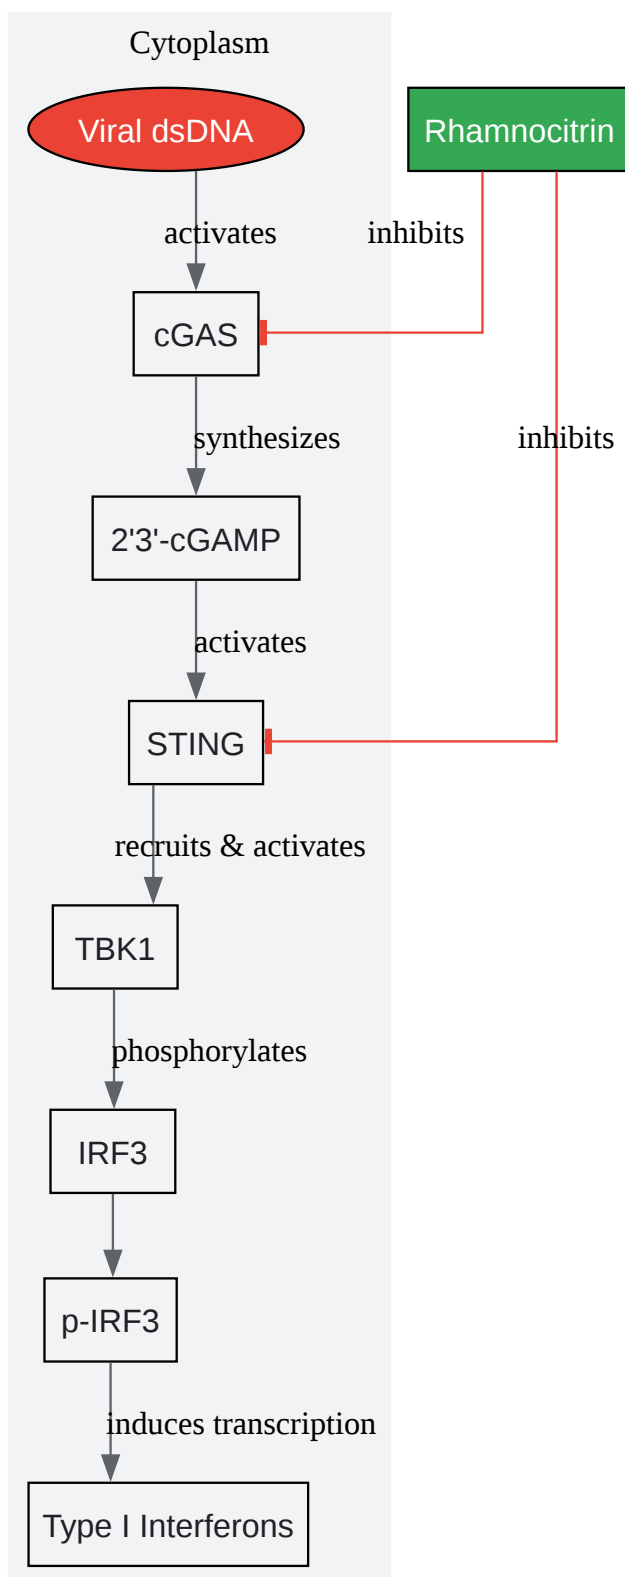 Cytoplasm
Viral dsDNA
Rhamnocitrin
activates
inhibits
cGAS
synthesizes
inhibits
2'3'-cGAMP
activates
STING
recruits & activates
TBK1
phosphorylates
IRF3
p-IRF3
induces transcription
Type I Interferons